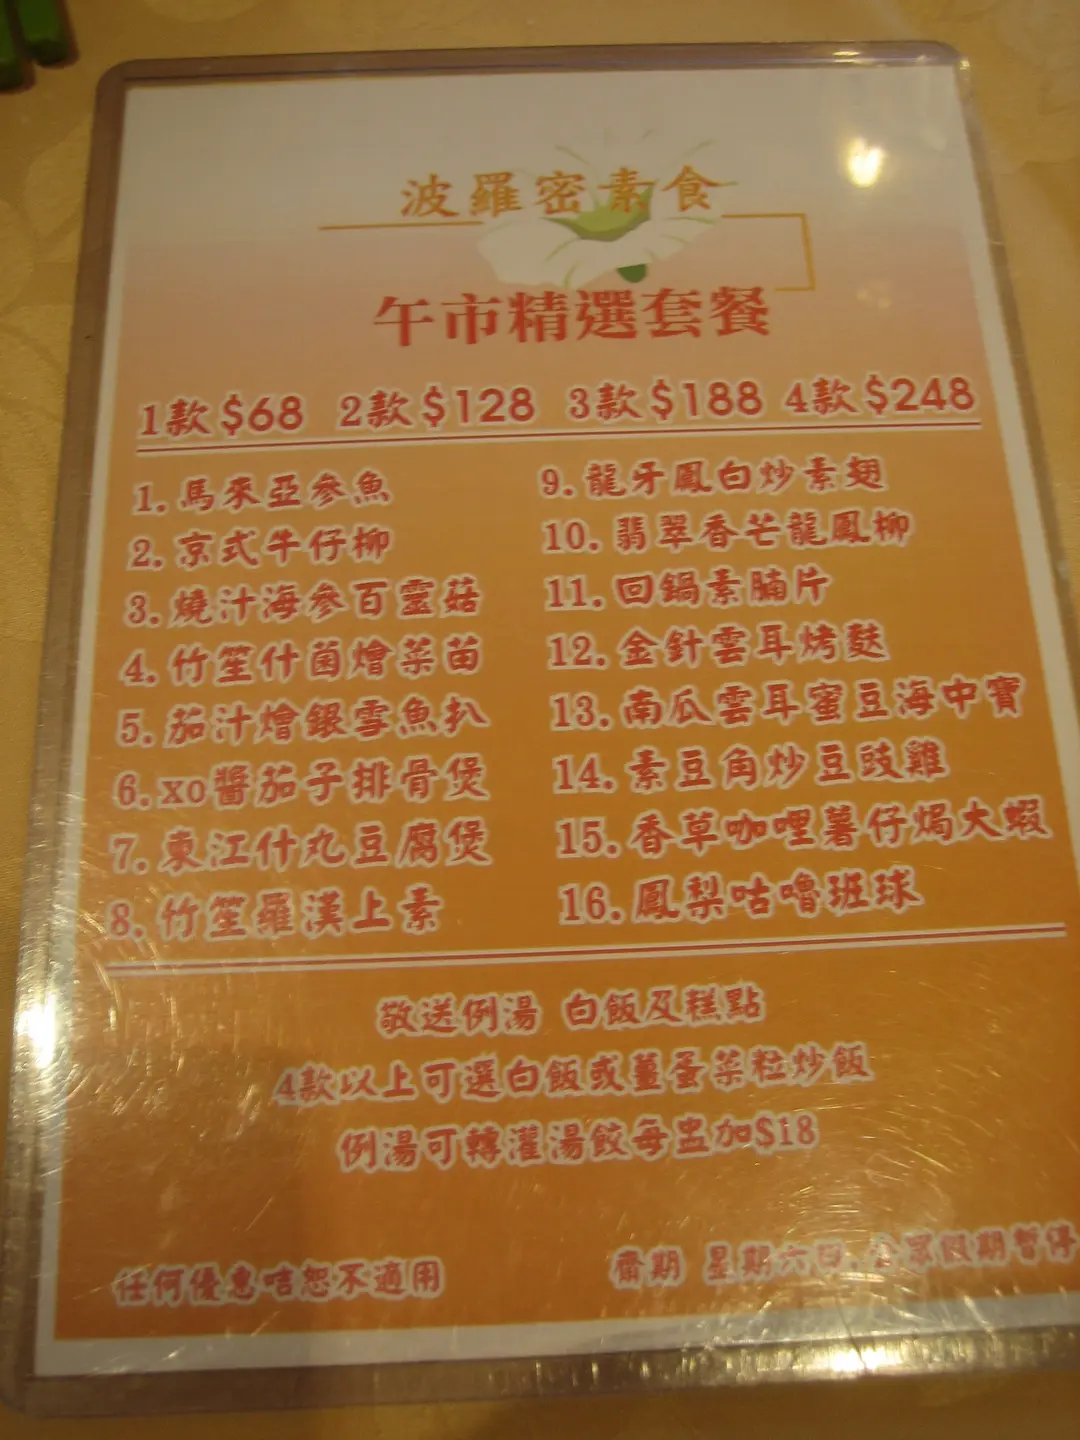 波羅密素食
午市精選套餐
1款$68 2款$128 3款$188 4款$248
1.馬來亞參魚
2.京式牛仔柳
3.燒汁海參百靈菇
4.竹笙什菌燴菜苗
5.茄汁燴銀雪魚扒
6.xo醬茄子排骨煲
7.東江什丸豆腐煲
8.竹笙羅漢上素
9.龍牙鳳白炒素翅
10.翡翠香芒龍鳳柳
11.回鍋素腩片
12.金針雲耳烤麩
13.南瓜雲耳蜜豆海中寶
14.素豆角炒豆豉雞
15.香草咖哩薯仔焗大蝦
16.鳳梨咕嚕班球
敬送例湯 白飯及糕點
4款以上可選白飯或薑蛋菜粒炒飯
例湯可轉灌湯餃每盅加$18
任何優惠咭恕不適用
齋期 星期六日.公眾假期暫停